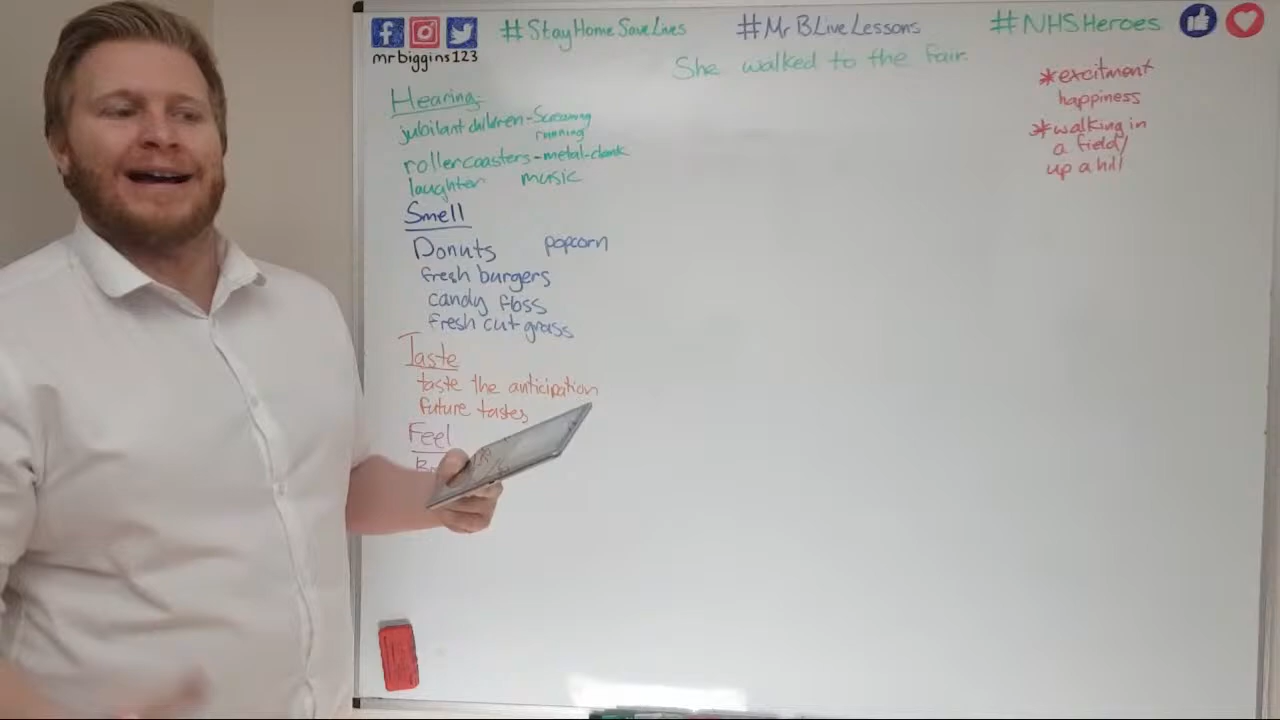 #StayHomeSaveLives #MrBLiveLessons #NHSHeroes
mrbiggins123
She walked to the fair.
Hearing
jubilant children - Screaming
running
rollercoasters - metal-clank
laughter music
Smell
Donuts popcorn
fresh burgers
candy floss
fresh cut grass
Taste
taste the anticipation
future tastes
Feel
*excitment
happiness
*walking in
a field/
up a hill